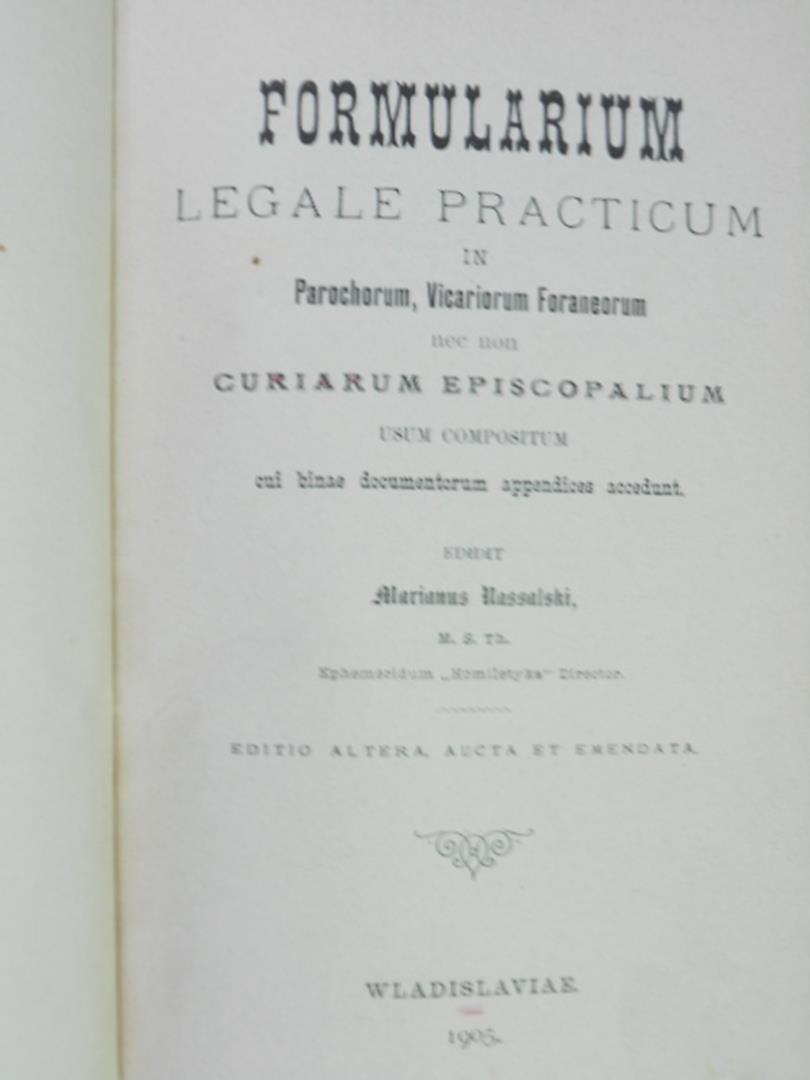 FORMULARIUM
LEGALE PRACTICUM
IN
Parochorum, Vicariorum Foraneorum
nec non
CURIARUM EPISCOPALIUM
USUM COMPOSITUM
cui binae documentorum appendices accedunt.
EDIDIT
Marianus Nassalski,
M. S. Th.
Ephemeridum „Homiletyka" Director.
EDITIO ALTERA, AUCTA ET EMENDATA.
WLADISLAVIAE.
1905.